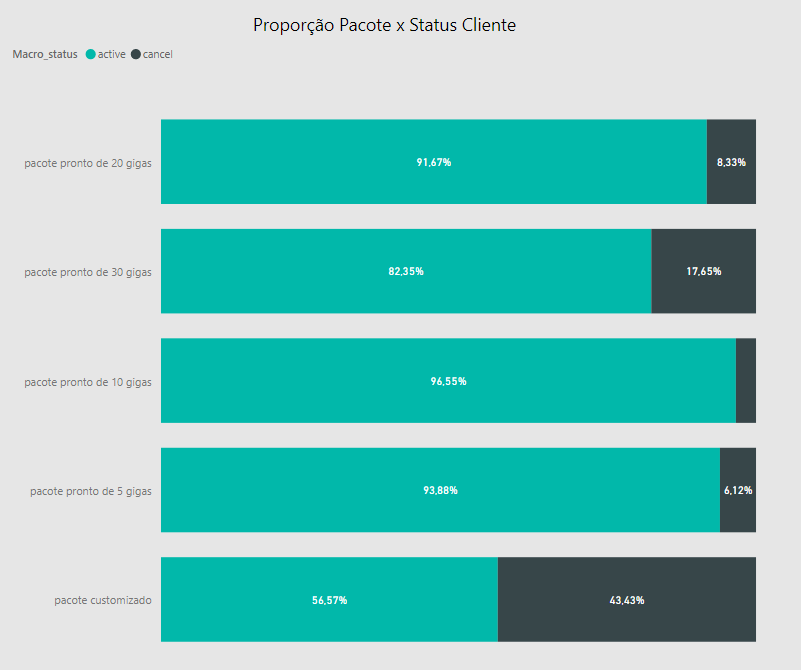 Proporção Pacote x Status Cliente
Macro_status active cancel
pacote pronto de 20 gigas 91,67% 8,33%
pacote pronto de 30 gigas 82,35% 17,65%
pacote pronto de 10 gigas 96,55%
pacote pronto de 5 gigas 93,88% 6,12%
pacote customizado 56,57% 43,43%